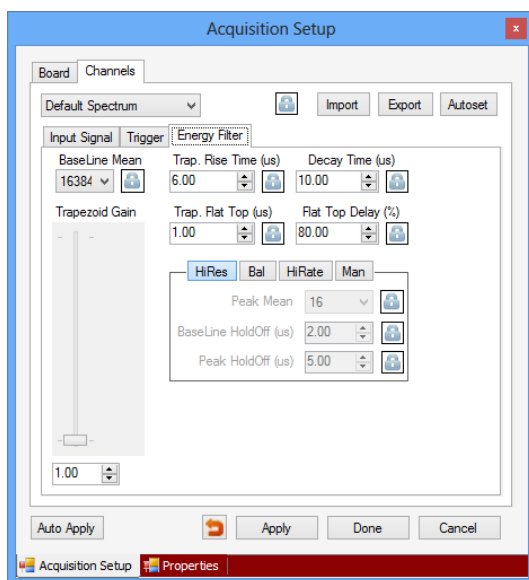 Acquisition Setup
x
Board Channels
Default Spectrum Import Export Autoset
Input Signal Trigger Energy Filter
BaseLine Mean Trap. Rise Time (us) Decay Time (us)
16384 6.00 10.00
Trapezoid Gain Trap. Flat Top (us) Flat Top Delay (%)
1.00 80.00
HiRes Bal HiRate Man
Peak Mean 16
BaseLine HoldOff (us) 2.00
Peak HoldOff (us) 5.00
1.00
Auto Apply Apply Done Cancel
Acquisition Setup Properties